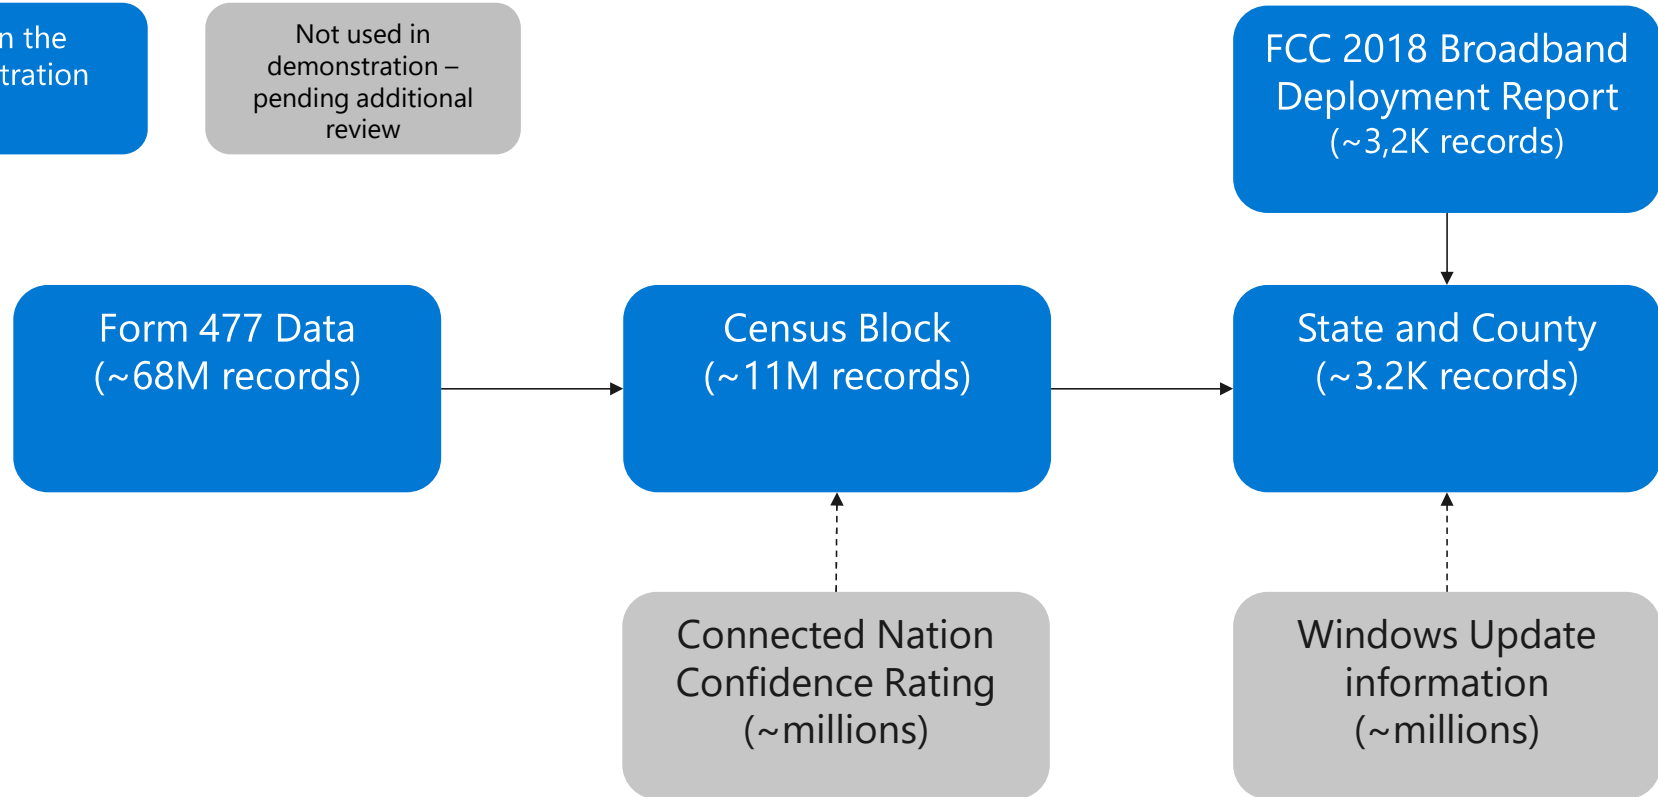 n the
tration
Not used in
demonstration –
pending additional
review
FCC 2018 Broadband
Deployment Report
(~3,2K records)
Form 477 Data
(~68M records)
Census Block
(~11M records)
State and County
(~3.2K records)
Connected Nation
Confidence Rating
(~millions)
Windows Update
information
(~millions)